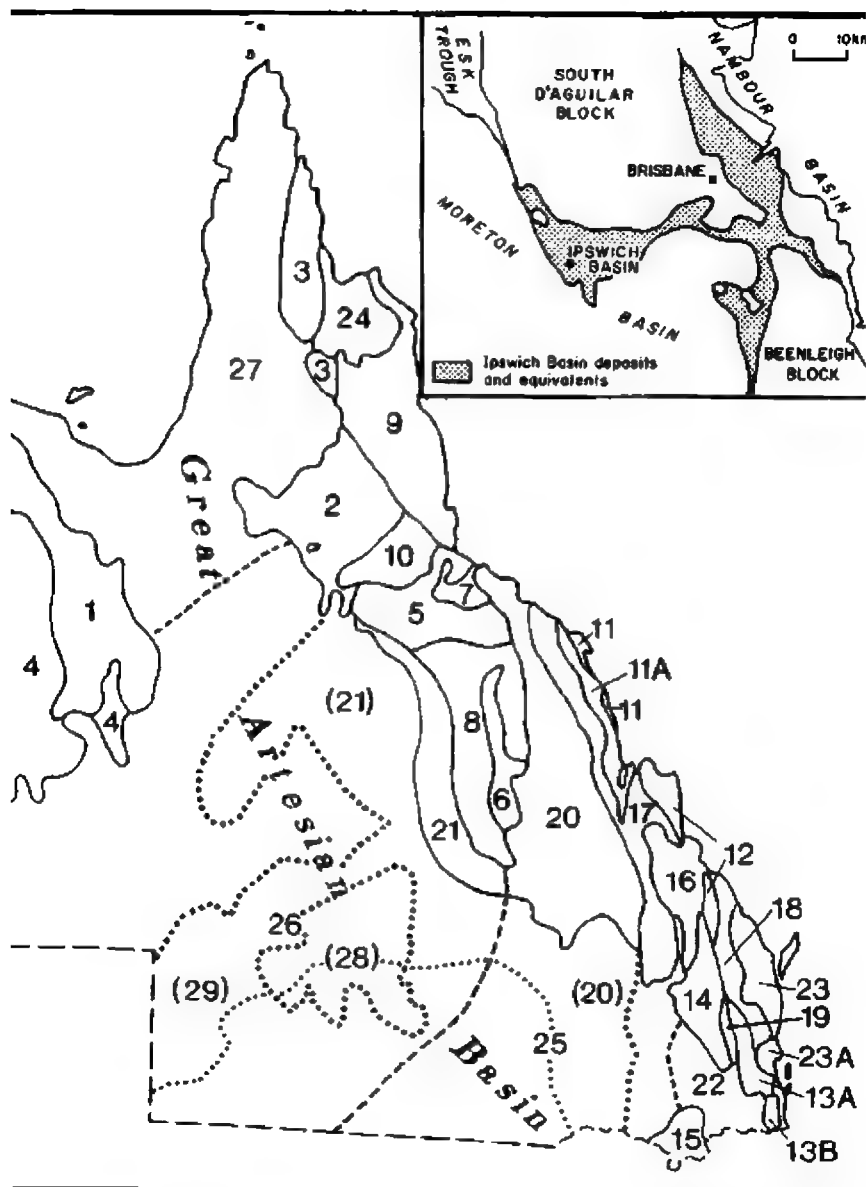 0 10km
ESK
TROUGH
SOUTH
D'AGUILAR
BLOCK
NAMBOUR
BASIN
BRISBANE
MORETON
BASIN
IPSWICH
BASIN
BEENLEIGH
BLOCK
Ipswich Basin deposits
and equivalents
3
24
27
3
9
Great
2
10
7
1
5
11
4
11A
(21)
11
4
8
Artesian
6
17
21
20
12
16
26
18
(28)
(29)
(20)
14
23
19
25
23A
Basin
22
13A
15
13B